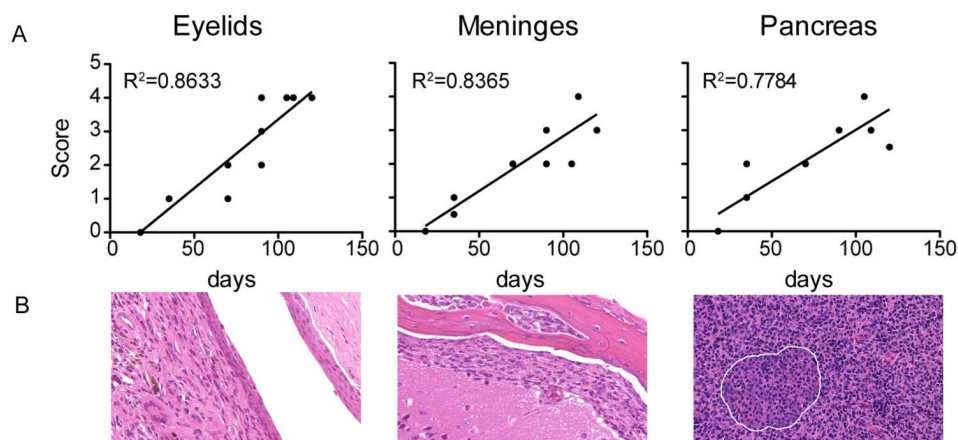 A
Eyelids
Meninges
Pancreas
Score
5
4
3
2
1
0
R²=0.8633
R²=0.8365
R²=0.7784
0 50 100 150
0 50 100 150
0 50 100 150
days
days
days
B